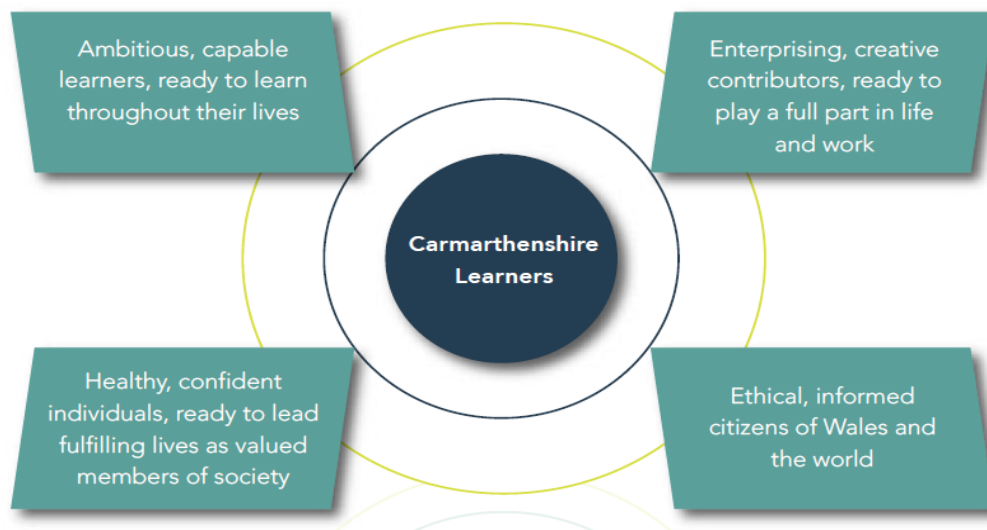 Ambitious, capable
learners, ready to learn
throughout their lives
Enterprising, creative
contributors, ready to
play a full part in life
and work
Carmarthenshire
Learners
Healthy, confident
individuals, ready to lead
fulfilling lives as valued
members of society
Ethical, informed
citizens of Wales and
the world